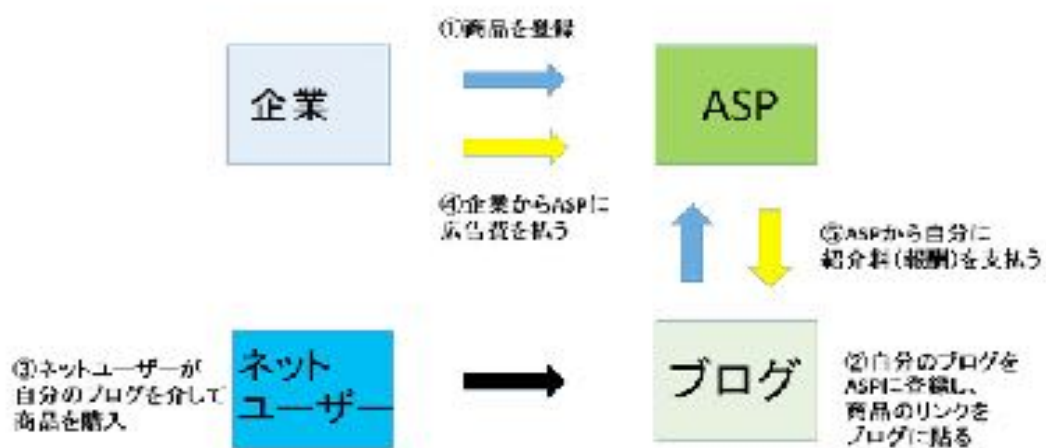 ①商品を登録
企業
ASP
④企業からASPに
広告費を払う
⑤ASPから自分に
紹介料(報酬)を支払う
③ネットユーザーが
自分のブログを介して
商品を購入
ネット
ユーザー
ブログ
②自分のブログを
ASPに登録し、
商品のリンクを
ブログに貼る